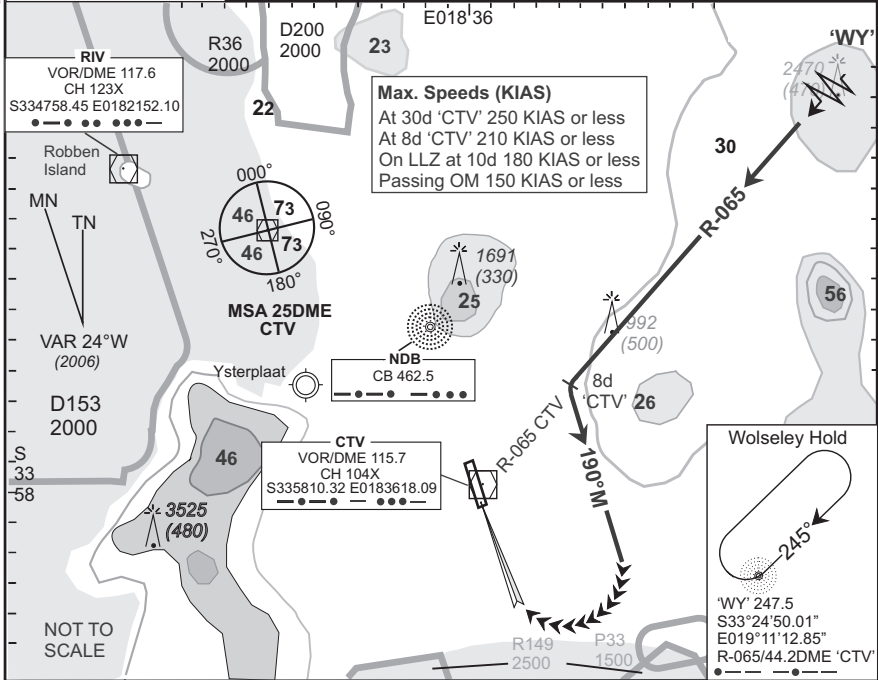 E018 36
R36
2000
D200
2000
23
22
'WY'
2470
RIV
VOR/DME 117.6
CH 123X
S334758.45 E0182152.10
Robben
Island
MN
TN
VAR 24°W
(2006)
D153
2000
S
33
58
000°
090°
180°
270°
46
73
46
73
MSA 25DME
CTV
Max. Speeds (KIAS)
At 30d 'CTV' 250 KIAS or less
At 8d 'CTV' 210 KIAS or less
On LLZ at 10d 180 KIAS or less
Passing OM 150 KIAS or less
30
R-065
1691
(330)
25
NDB
CB 462.5
Ysterplaat
992
(500)
56
8d
'CTV'
26
R-065 CTV
190°M
CTV
VOR/DME 115.7
CH 104X
S335810.32 E0183618.09
46
3525
(480)
NOT TO
SCALE
R149
2500
P33
1500
Wolseley Hold
245°
'WY' 247.5
S33°24'50.01"
E019°11'12.85"
R-065/44.2DME 'CTV'